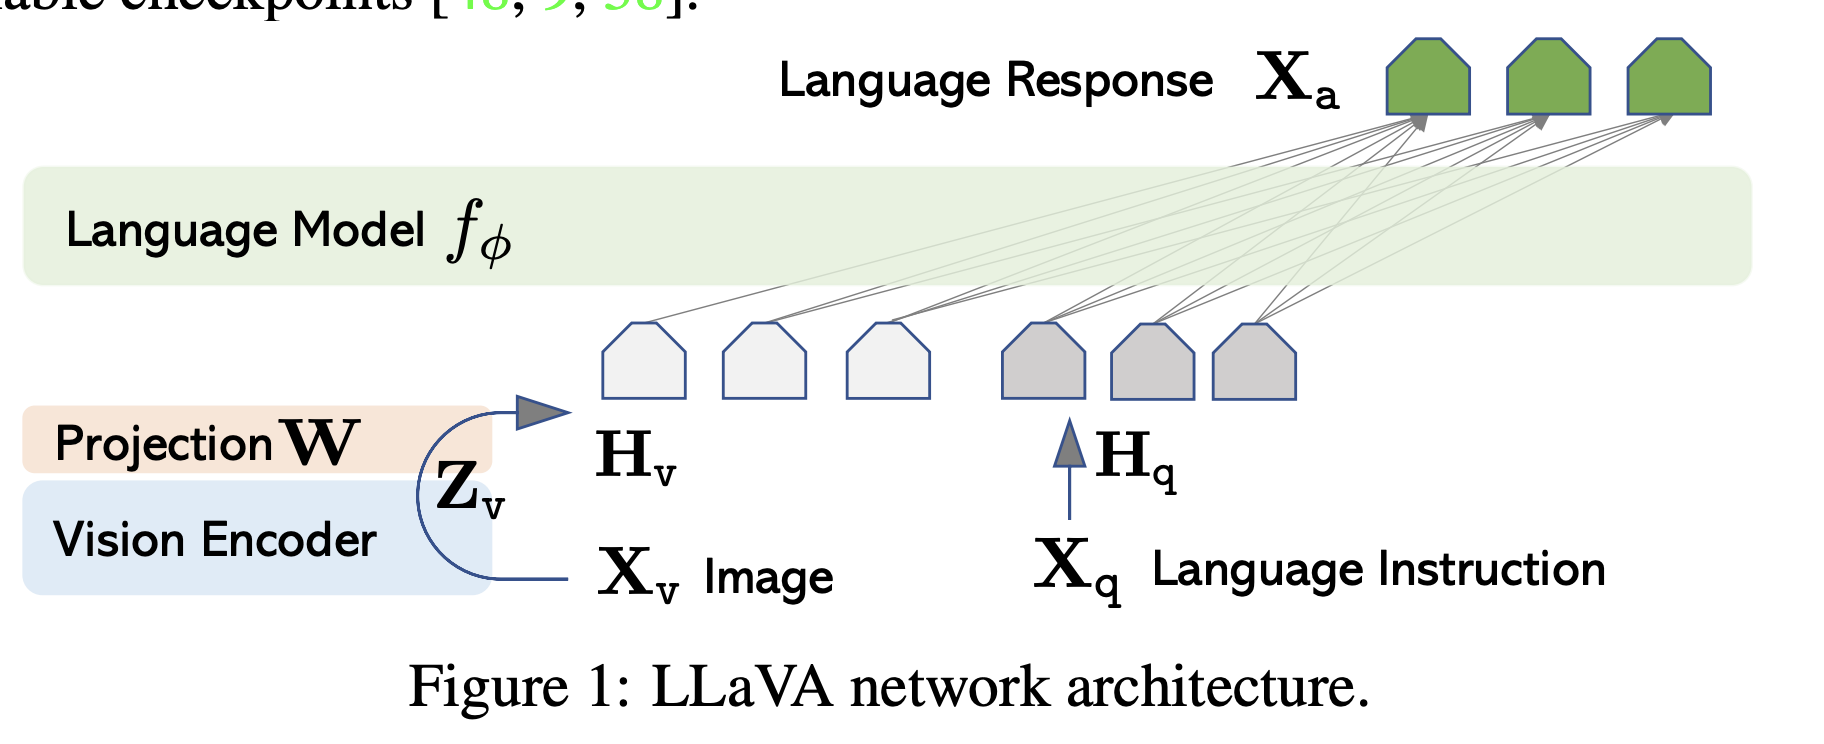 checkpoints [
Language Response X_a
Language Model f_ϕ
Projection W
H_v
H_q
Z_v
Vision Encoder
X_v Image
X_q Language Instruction
Figure 1: LLaVA network architecture.